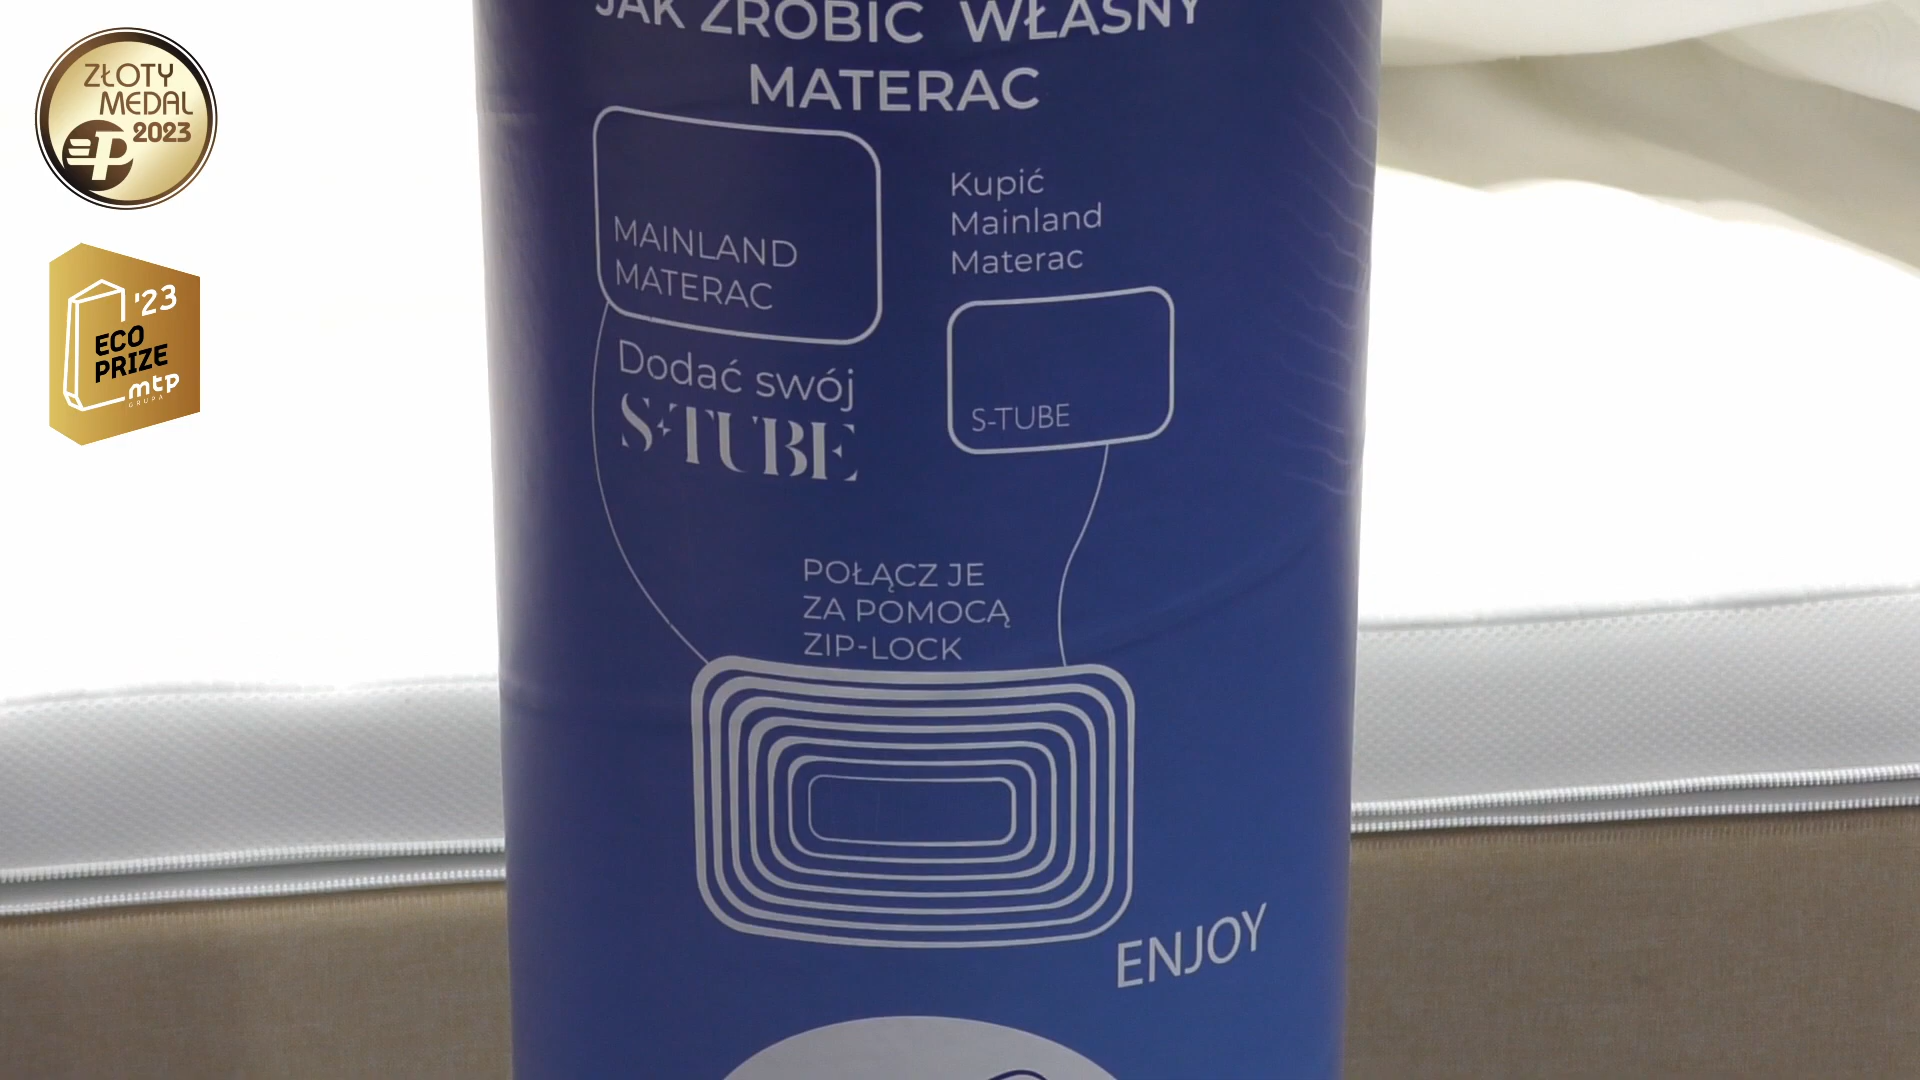 ZŁOTY
MEDAL
2023
'23
ECO
PRIZE
mtp
GRUPA
JAK ZROBIĆ WŁASNY
MATERAC
MAINLAND
MATERAC
Dodać swój
S-TUBE
Kupić
Mainland
Materac
S-TUBE
POŁĄCZ JE
ZA POMOCĄ
ZIP-LOCK
ENJOY